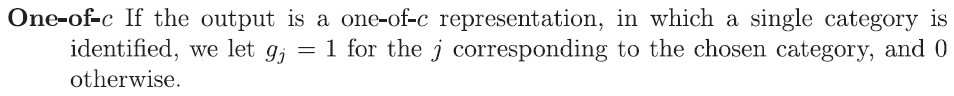 One-of-c If the output is a one-of-c representation, in which a single category is
identified, we let gⱼ = 1 for the j corresponding to the chosen category, and 0
otherwise.